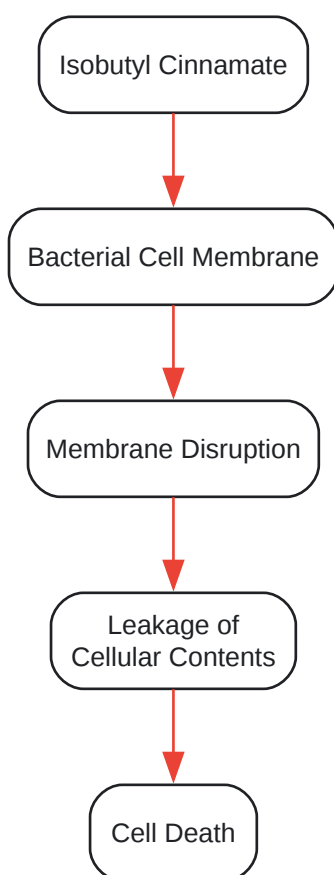 Isobutyl Cinnamate
Bacterial Cell Membrane
Membrane Disruption
Leakage of
Cellular Contents
Cell Death